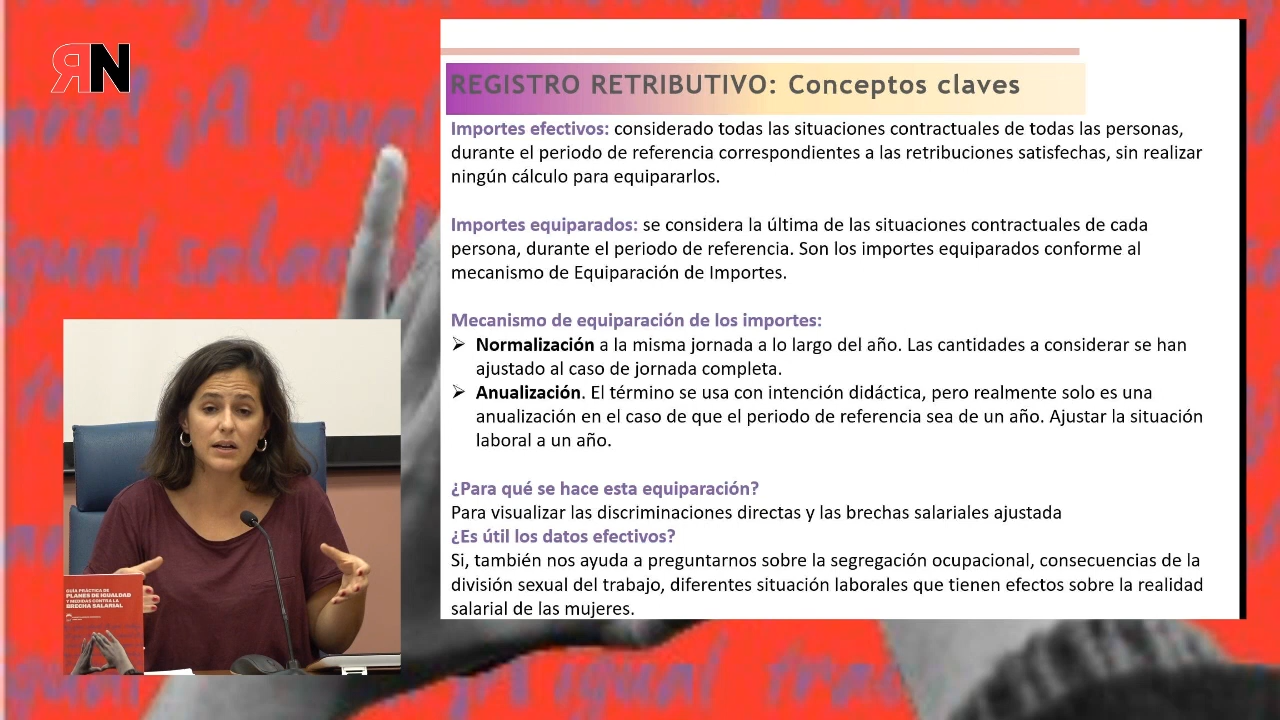 ЯN
REGISTRO RETRIBUTIVO: Conceptos claves
Importes efectivos: considerado todas las situaciones contractuales de todas las personas,
durante el periodo de referencia correspondientes a las retribuciones satisfechas, sin realizar
ningún cálculo para equipararlos.
Importes equiparados: se considera la última de las situaciones contractuales de cada
persona, durante el periodo de referencia. Son los importes equiparados conforme al
mecanismo de Equiparación de Importes.
Mecanismo de equiparación de los importes:
➢ Normalización a la misma jornada a lo largo del año. Las cantidades a considerar se han
ajustado al caso de jornada completa.
➢ Anualización. El término se usa con intención didáctica, pero realmente solo es una
anualización en el caso de que el periodo de referencia sea de un año. Ajustar la situación
laboral a un año.
¿Para qué se hace esta equiparación?
Para visualizar las discriminaciones directas y las brechas salariales ajustada
¿Es útil los datos efectivos?
Si, también nos ayuda a preguntarnos sobre la segregación ocupacional, consecuencias de la
división sexual del trabajo, diferentes situación laborales que tienen efectos sobre la realidad
salarial de las mujeres.
GUÍA PRÁCTICA DE
PLANES DE IGUALDAD
Y MEDIDAS CONTRA LA
BRECHA SALARIAL
¡A igual
igual
¡A igual